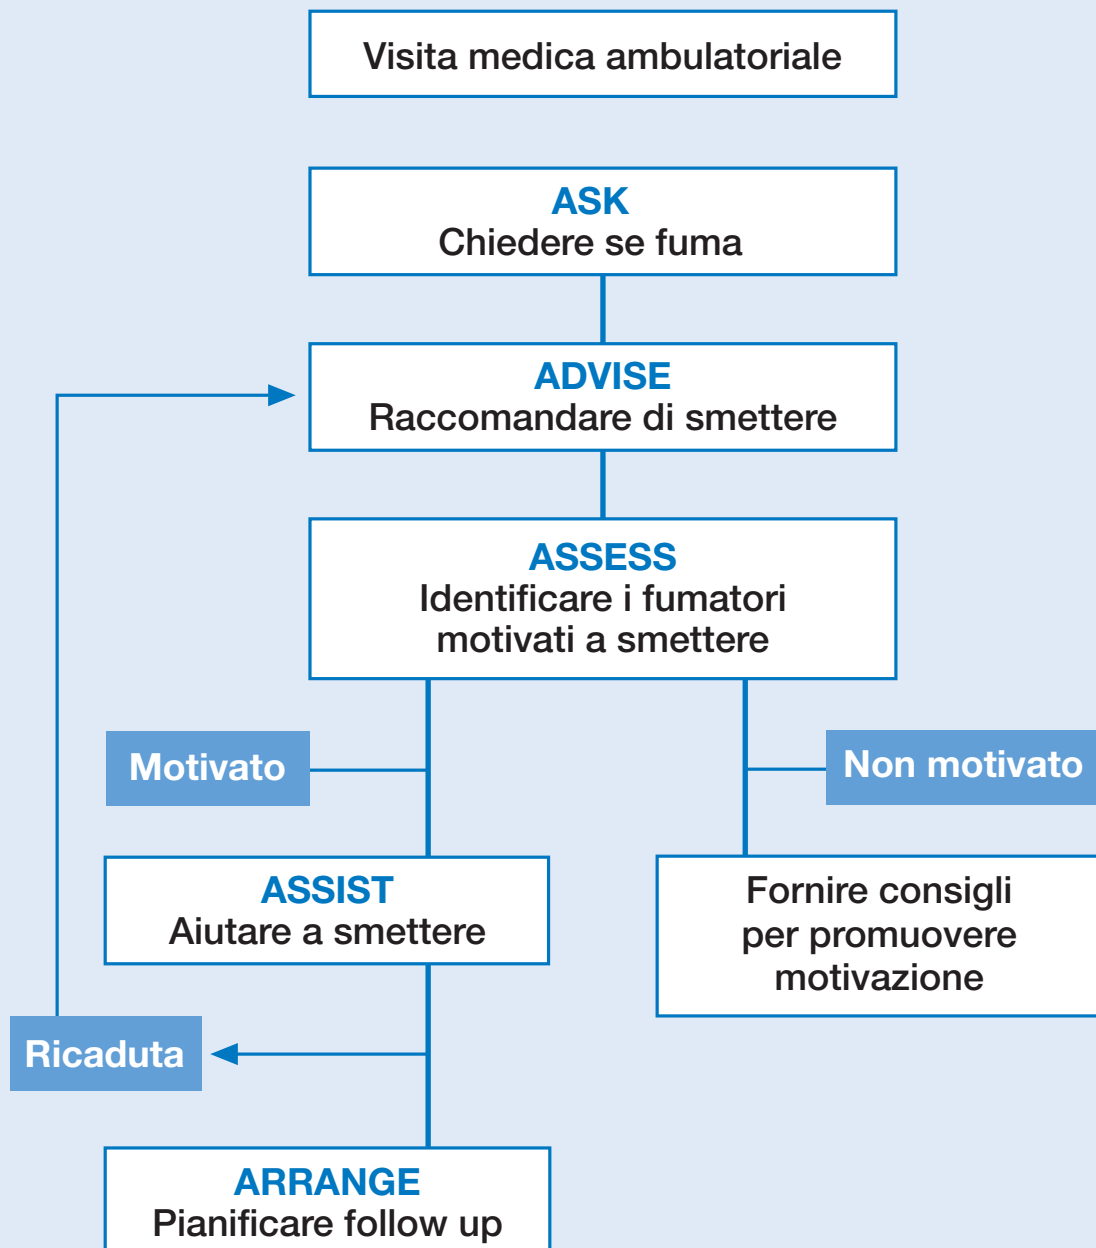 Visita medica ambulatoriale
ASK
Chiedere se fuma
ADVISE
Raccomandare di smettere
ASSESS
Identificare i fumatori
motivati a smettere
Motivato
Non motivato
ASSIST
Aiutare a smettere
Fornire consigli
per promuovere
motivazione
Ricaduta
ARRANGE
Pianificare follow up